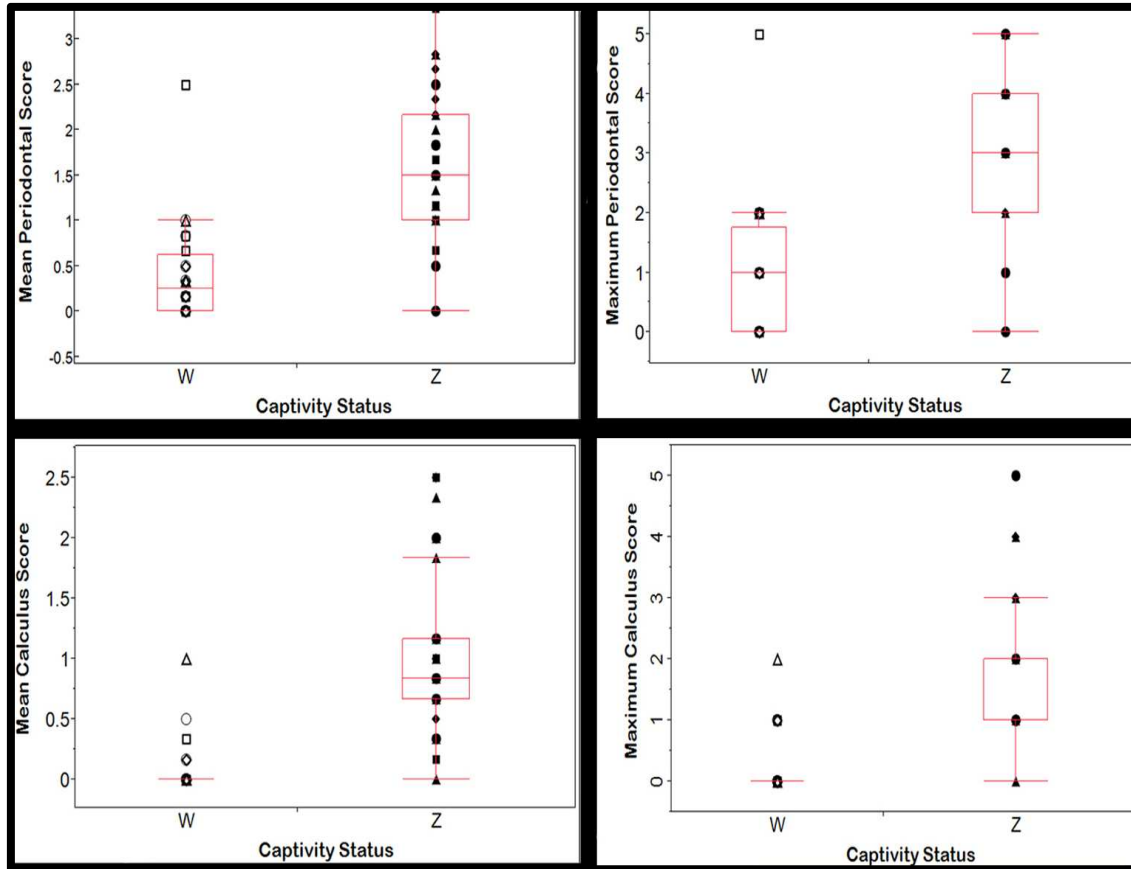 Mean Periodontal Score
3
2.5
2
1.5
1
0.5
0
-0.5
W Z
Captivity Status
Maximum Periodontal Score
5
4
3
2
1
0
W Z
Captivity Status
Mean Calculus Score
2.5
2
1.5
1
0.5
0
W Z
Captivity Status
Maximum Calculus Score
5
4
3
2
1
0
W Z
Captivity Status